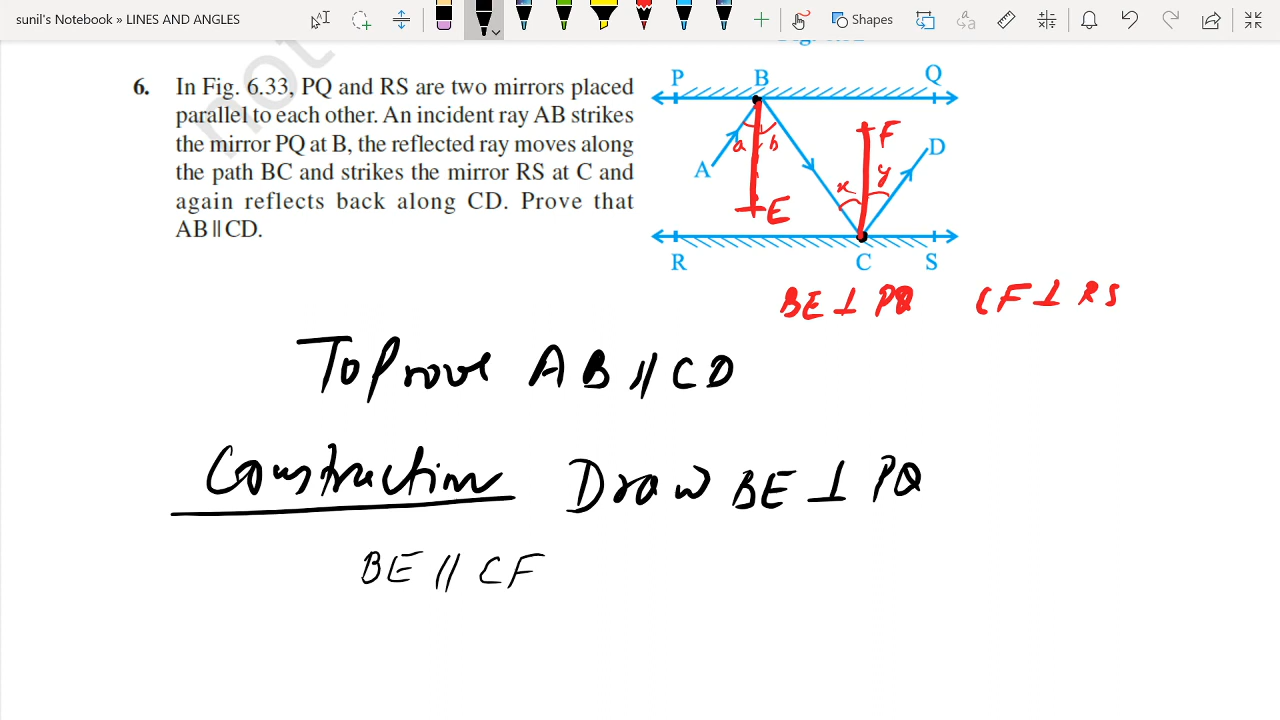 sunil's Notebook » LINES AND ANGLES
Shapes
not
6. In Fig. 6.33, PQ and RS are two mirrors placed
parallel to each other. An incident ray AB strikes
the mirror PQ at B, the reflected ray moves along
the path BC and strikes the mirror RS at C and
again reflects back along CD. Prove that
AB || CD.
P B Q
F
a b
D
A
x y
E
R C S
BE ⊥ PQ CF ⊥ RS
To Prove AB // CD
Construction Draw BE ⊥ PQ
BE // CF